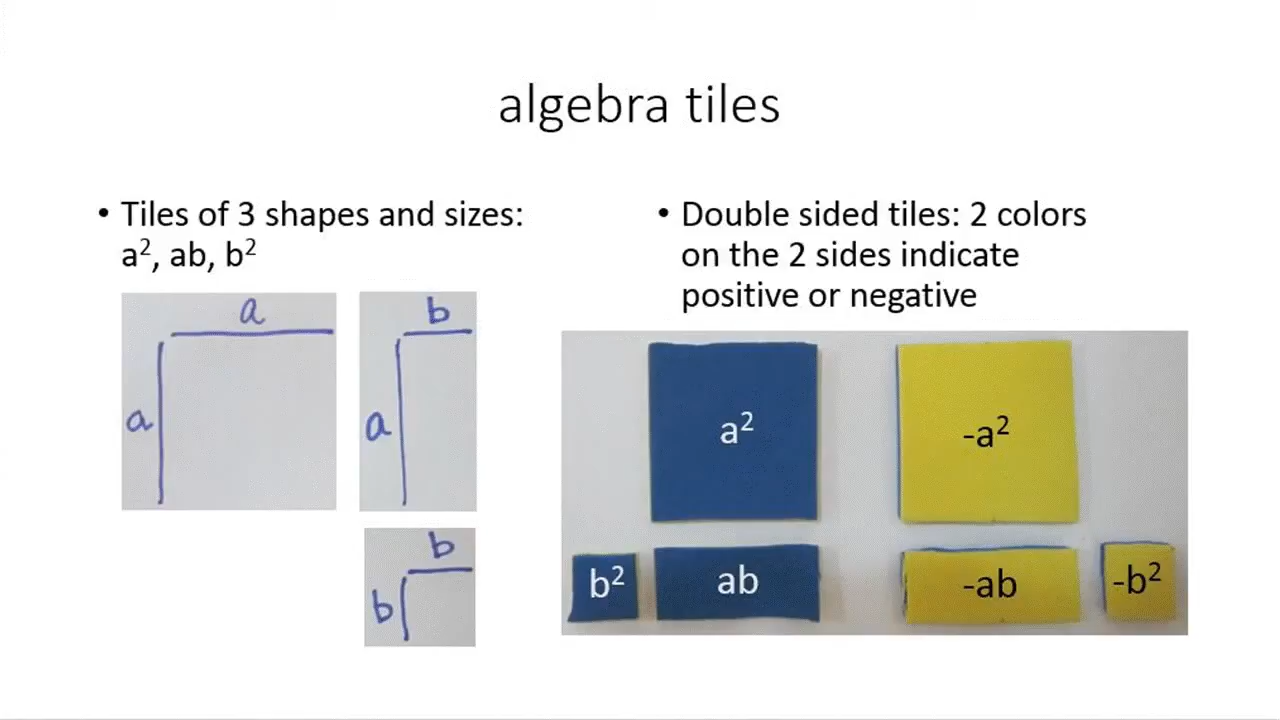 algebra tiles
• Tiles of 3 shapes and sizes:
a², ab, b²
a
a
b
a
b
b
• Double sided tiles: 2 colors
on the 2 sides indicate
positive or negative
a²
-a²
b²
ab
-ab
-b²